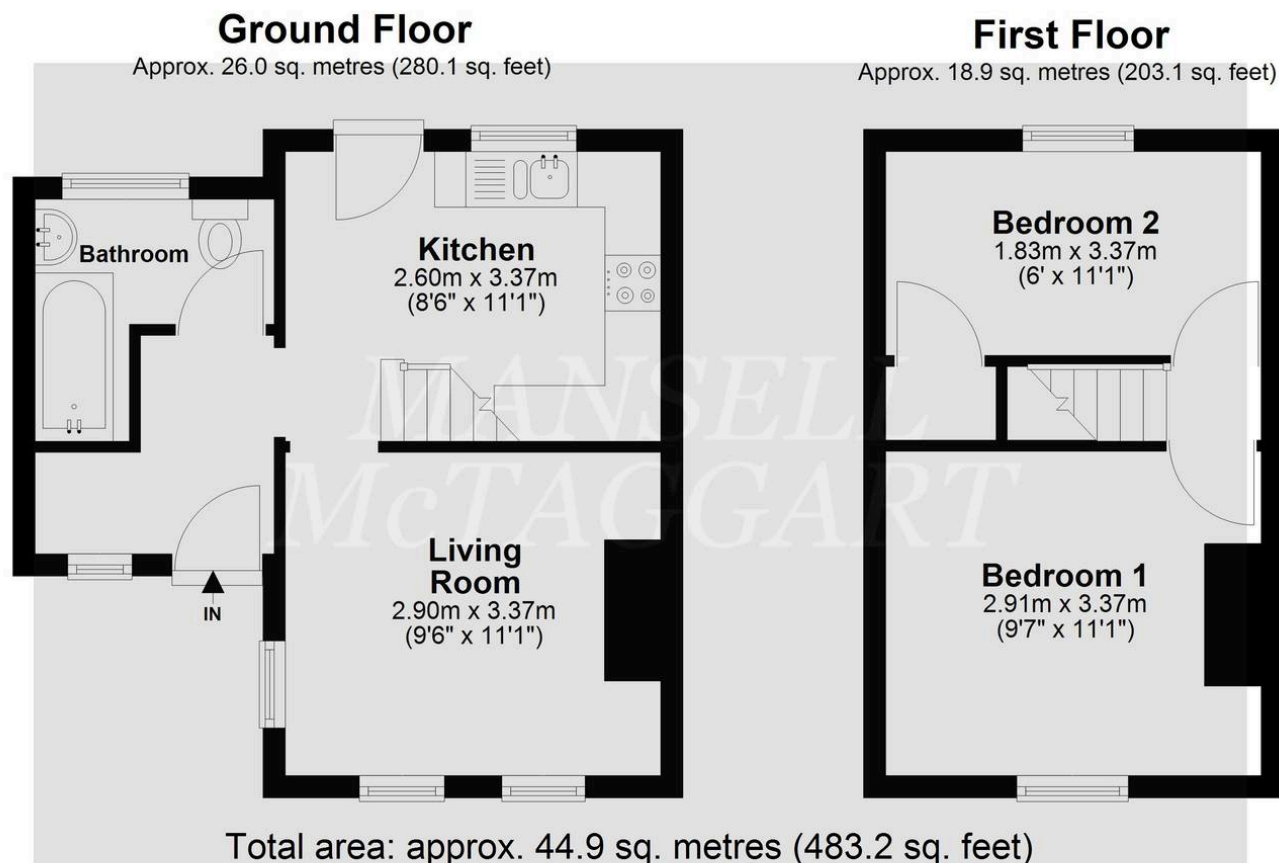 Ground Floor
Approx. 26.0 sq. metres (280.1 sq. feet)
First Floor
Approx. 18.9 sq. metres (203.1 sq. feet)
Bathroom
Kitchen
2.60m x 3.37m
(8'6" x 11'1")
Bedroom 2
1.83m x 3.37m
(6' x 11'1")
MANSELL
McTAGGART
Living
Room
2.90m x 3.37m
(9'6" x 11'1")
IN
Bedroom 1
2.91m x 3.37m
(9'7" x 11'1")
Total area: approx. 44.9 sq. metres (483.2 sq. feet)